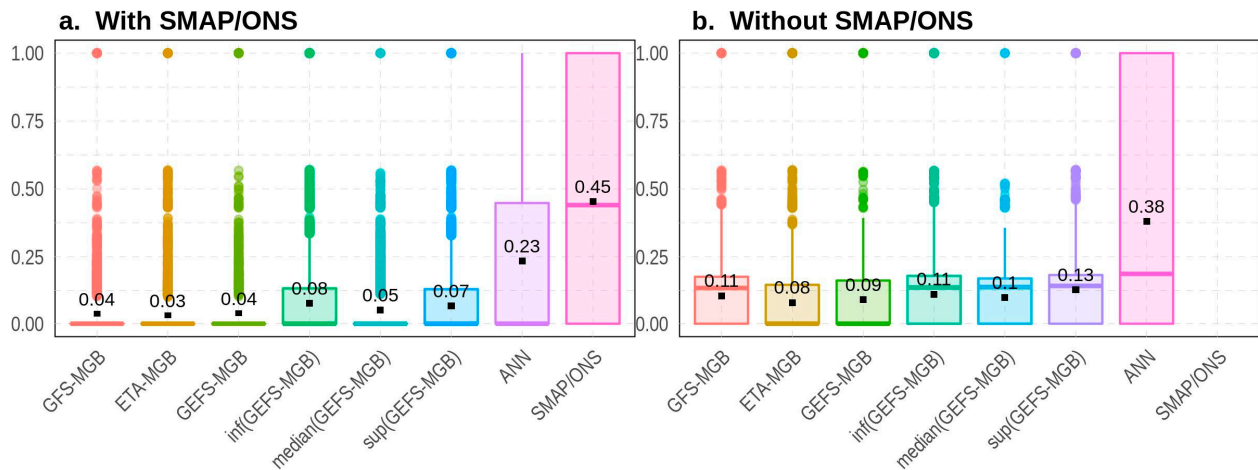 a. With SMAP/ONS
b. Without SMAP/ONS
1.00
0.75
0.50
0.25
0.00
0.04
0.03
0.04
0.08
0.05
0.07
0.23
0.45
GFS-MGB
ETA-MGB
GEFS-MGB
inf(GEFS-MGB)
median(GEFS-MGB)
sup(GEFS-MGB)
ANN
SMAP/ONS
1.00
0.75
0.50
0.25
0.00
0.11
0.08
0.09
0.11
0.1
0.13
0.38
GFS-MGB
ETA-MGB
GEFS-MGB
inf(GEFS-MGB)
median(GEFS-MGB)
sup(GEFS-MGB)
ANN
SMAP/ONS